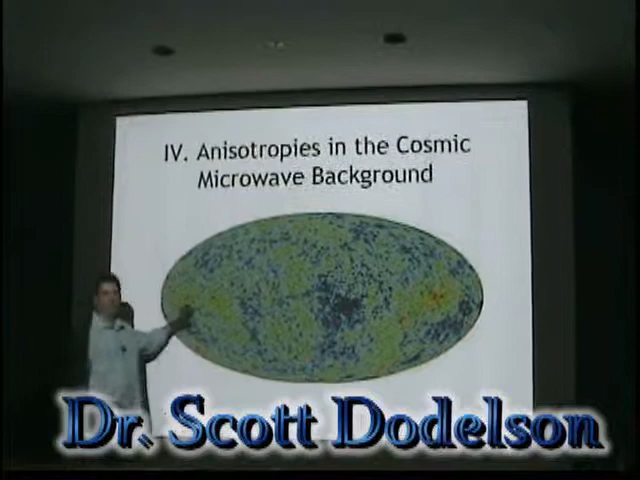 IV. Anisotropies in the Cosmic
Microwave Background
Dr. Scott Dodelson